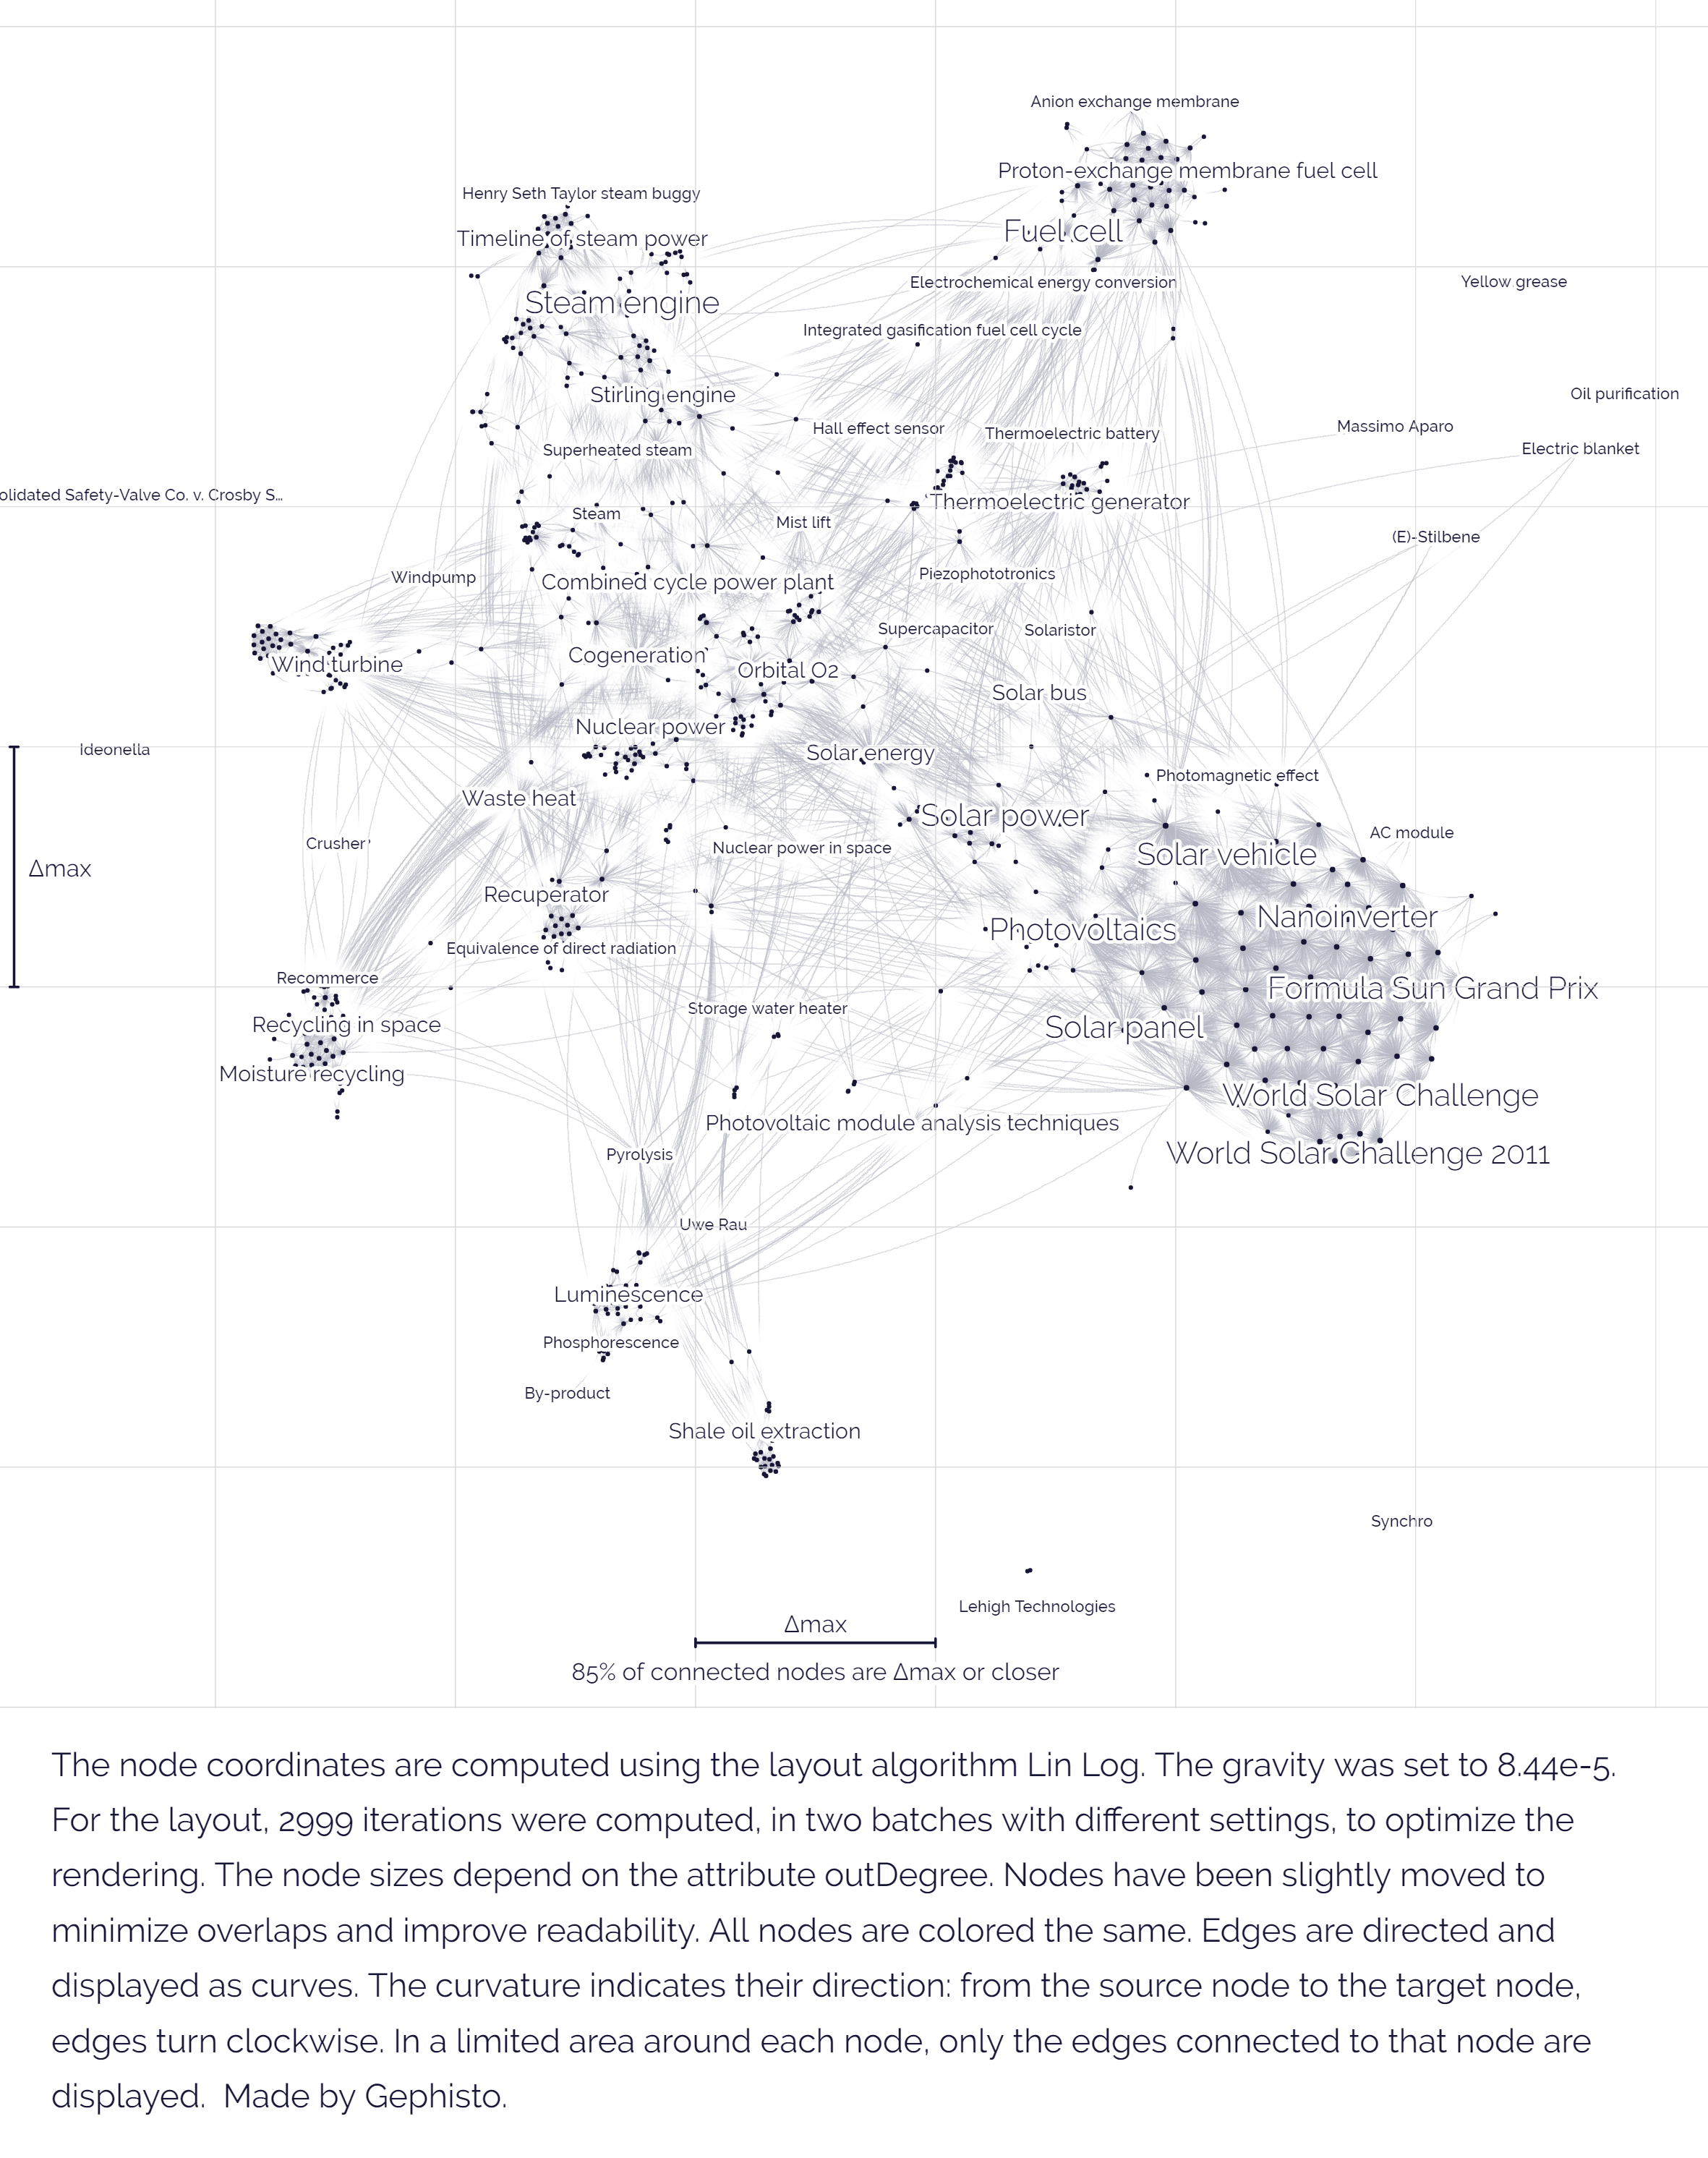 Anion exchange membrane
Proton-exchange membrane fuel cell
Henry Seth Taylor steam buggy
Fuel cell
Timeline of steam power
Electrochemical energy conversion
Yellow grease
Steam engine
Integrated gasification fuel cell cycle
Stirling engine
Oil purification
Massimo Aparo
Hall effect sensor
Thermoelectric battery
Superheated steam
Electric blanket
olidated Safety-Valve Co. v. Crosby S...
Thermoelectric generator
Steam
Mist lift
(E)-Stilbene
Windpump
Piezophototronics
Combined cycle power plant
Supercapacitor
Solaristor
Cogeneration
Wind turbine
Orbital O2
Solar bus
Nuclear power
Ideonella
Solar energy
Photomagnetic effect
Waste heat
Solar power
AC module
Crusher
Nuclear power in space
Solar vehicle
Δmax
Recuperator
Nanoinverter
Photovoltaics
Equivalence of direct radiation
Recommerce
Formula Sun Grand Prix
Storage water heater
Recycling in space
Solar panel
Moisture recycling
World Solar Challenge
Photovoltaic module analysis techniques
Pyrolysis
World Solar Challenge 2011
Uwe Rau
Luminescence
Phosphorescence
By-product
Shale oil extraction
Synchro
Lehigh Technologies
Δmax
85% of connected nodes are Δmax or closer
The node coordinates are computed using the layout algorithm Lin Log. The gravity was set to 8.44e-5.
For the layout, 2999 iterations were computed, in two batches with different settings, to optimize the
rendering. The node sizes depend on the attribute outDegree. Nodes have been slightly moved to
minimize overlaps and improve readability. All nodes are colored the same. Edges are directed and
displayed as curves. The curvature indicates their direction: from the source node to the target node,
edges turn clockwise. In a limited area around each node, only the edges connected to that node are
displayed.  Made by Gephisto.